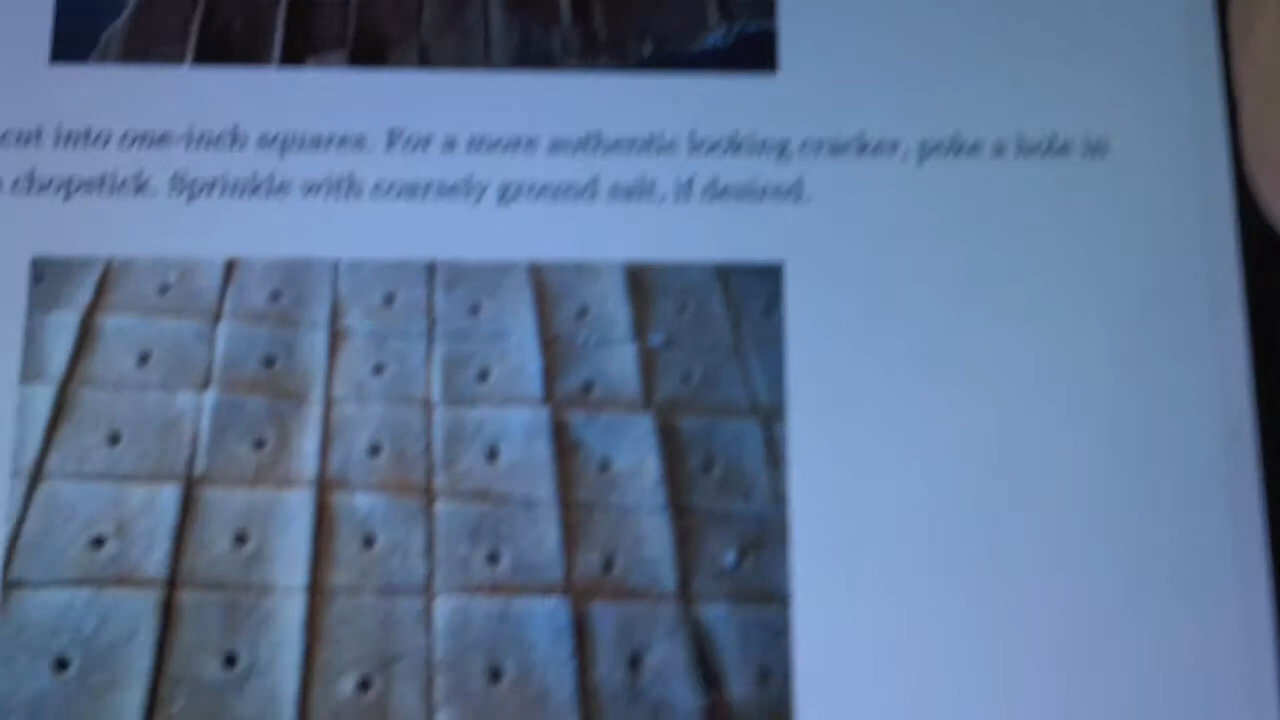 cut into one-inch squares. For a more authentic looking cracker, poke a hole in
chopstick. Sprinkle with coarsely ground salt, if desired.